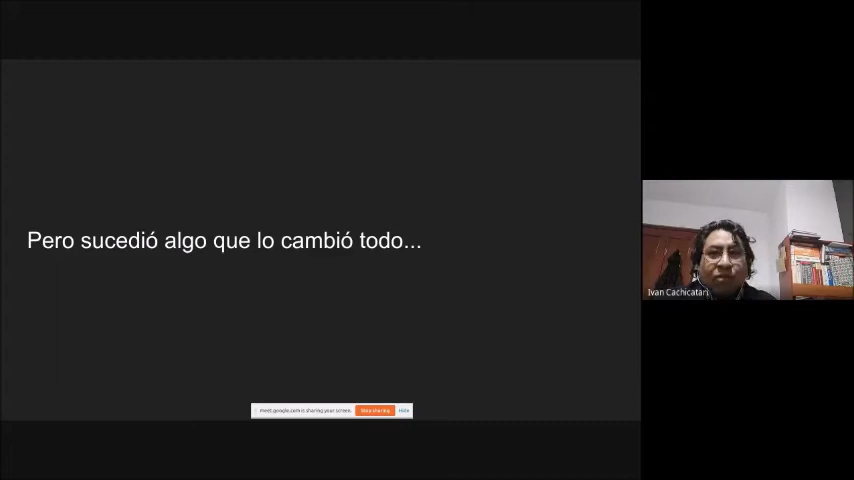 Pero sucedió algo que lo cambió todo...
Ivan Cachicatari
meet.google.com is sharing your screen.
Stop sharing
Hide